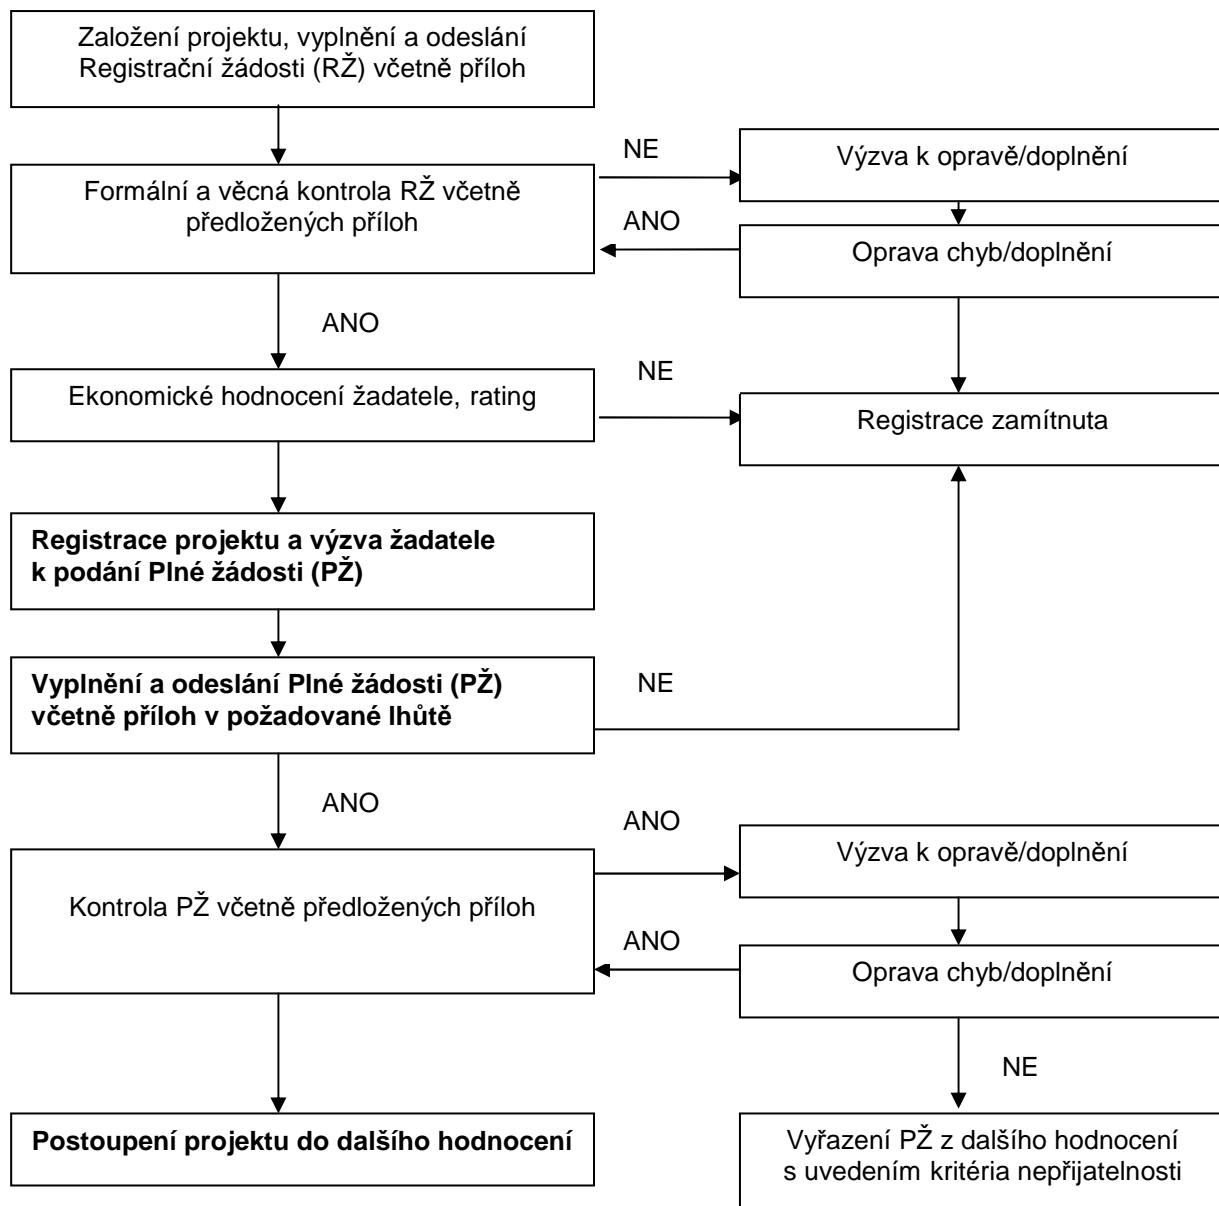 Založení projektu, vyplnění a odeslání
Registrační žádosti (RŽ) včetně příloh
NE
Výzva k opravě/doplnění
Formální a věcná kontrola RŽ včetně
předložených příloh
ANO
Oprava chyb/doplnění
ANO
NE
Ekonomické hodnocení žadatele, rating
Registrace zamítnuta
Registrace projektu a výzva žadatele
k podání Plné žádosti (PŽ)
Vyplnění a odeslání Plné žádosti (PŽ)
včetně příloh v požadované lhůtě
NE
ANO
ANO
Výzva k opravě/doplnění
Kontrola PŽ včetně předložených příloh
ANO
Oprava chyb/doplnění
NE
Postoupení projektu do dalšího hodnocení
Vyřazení PŽ z dalšího hodnocení
s uvedením kritéria nepřijatelnosti